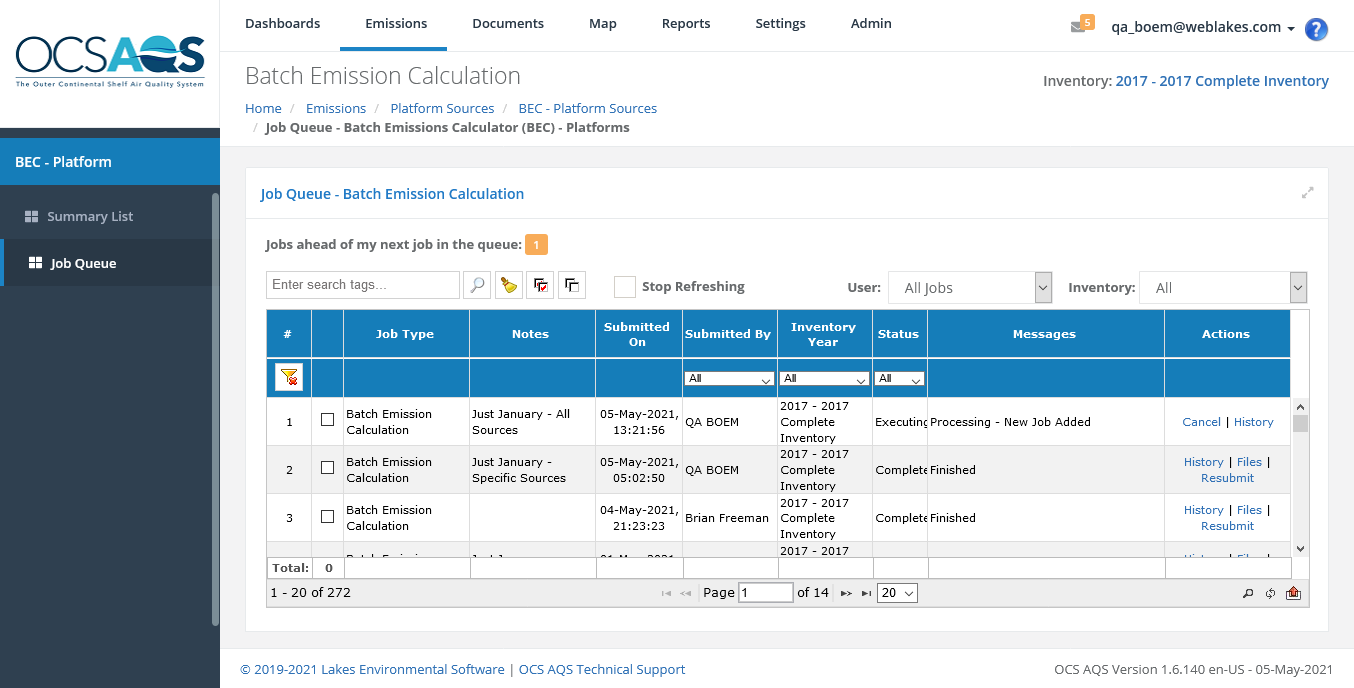 OCSAQS
The Outer Continental Shelf Air Quality System
Dashboards Emissions Documents Map Reports Settings Admin
5 qa_boem@weblakes.com ?
Batch Emission Calculation
Inventory: 2017 - 2017 Complete Inventory
Home / Emissions / Platform Sources / BEC - Platform Sources
/ Job Queue - Batch Emissions Calculator (BEC) - Platforms
BEC - Platform
Summary List
Job Queue
Job Queue - Batch Emission Calculation
Jobs ahead of my next job in the queue: 1
Enter search tags... Stop Refreshing User: All Jobs Inventory: All
# Job Type Notes Submitted On Submitted By Inventory Year Status Messages Actions
All All All
1 Batch Emission Calculation Just January - All Sources 05-May-2021, 13:21:56 QA BOEM 2017 - 2017 Complete Inventory Executing Processing - New Job Added Cancel | History
2 Batch Emission Calculation Just January - Specific Sources 05-May-2021, 05:02:50 QA BOEM 2017 - 2017 Complete Inventory Complete Finished History | Files | Resubmit
3 Batch Emission Calculation 04-May-2021, 21:23:23 Brian Freeman 2017 - 2017 Complete Inventory Complete Finished History | Files | Resubmit
2017 - 2017
Total: 0
1 - 20 of 272 Page 1 of 14 20
© 2019-2021 Lakes Environmental Software | OCS AQS Technical Support
OCS AQS Version 1.6.140 en-US - 05-May-2021